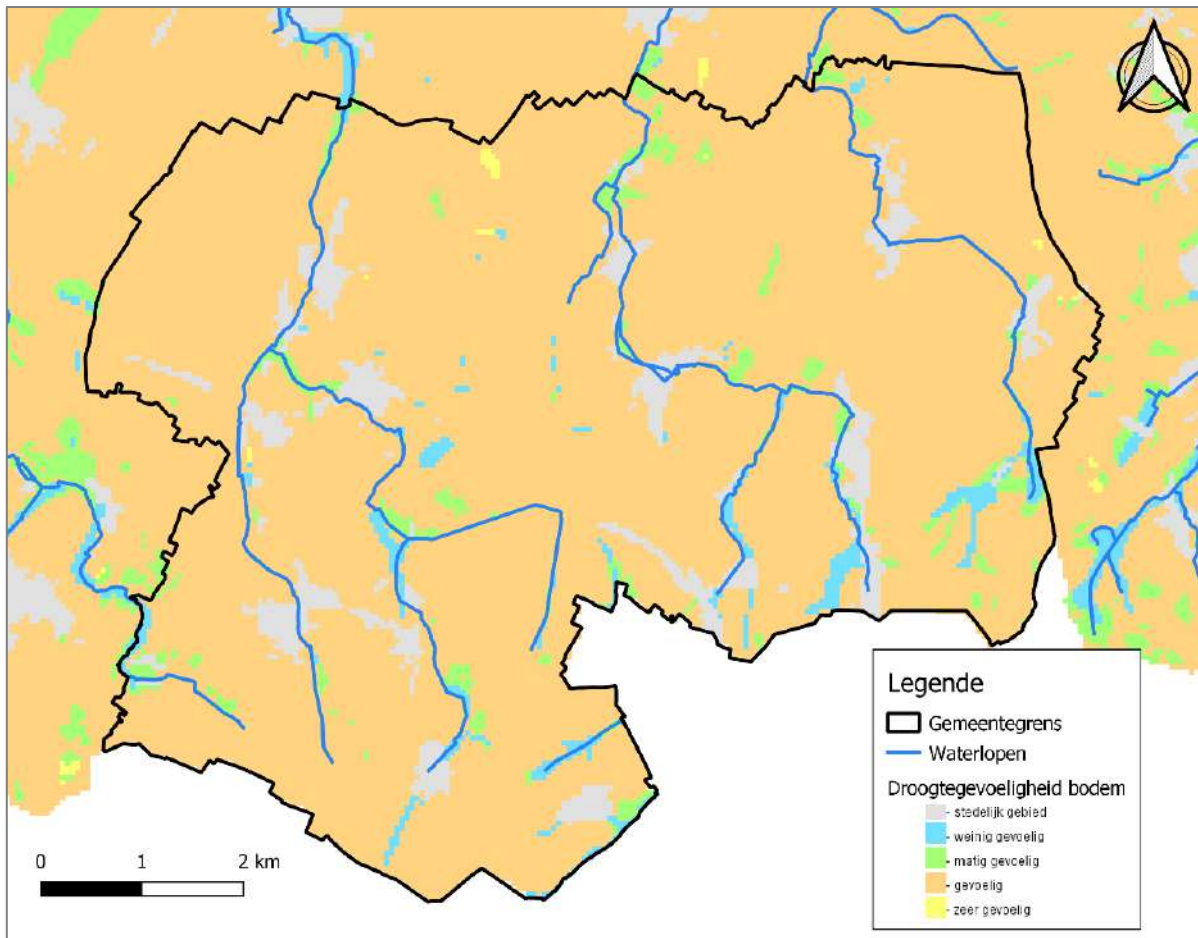 Legende
Gemeentegrens
Waterlopen
Droogtegevoeligheid bodem
- stedelijk gebied
- weinig gevoelig
- matig gevoelig
- gevoelig
- zeer gevoelig
0 1 2 km